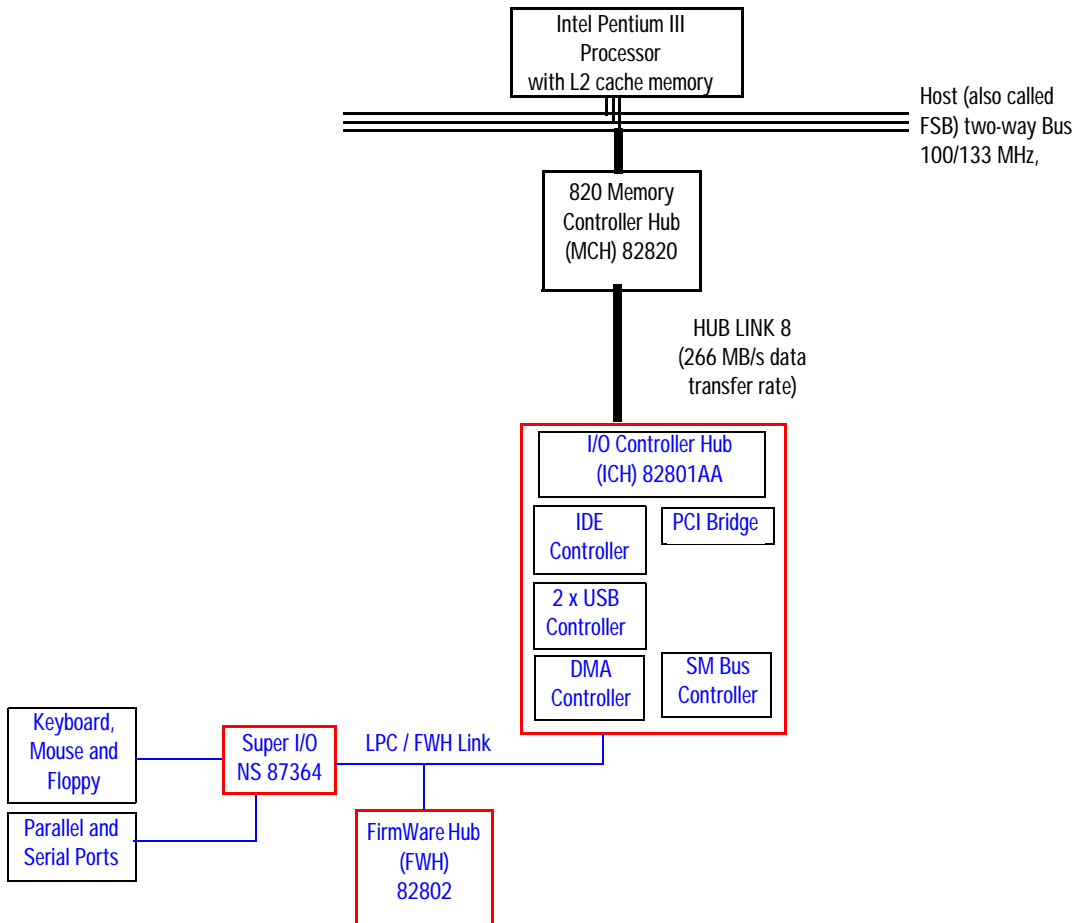 Intel Pentium III
Processor
with L2 cache memory
Host (also called
FSB) two-way Bus
100/133 MHz,
820 Memory
Controller Hub
(MCH) 82820
HUB LINK 8
(266 MB/s data
transfer rate)
I/O Controller Hub
(ICH) 82801AA
IDE
Controller
PCI Bridge
2 x USB
Controller
DMA
Controller
SM Bus
Controller
Keyboard,
Mouse and
Floppy
Super I/O
NS 87364
LPC / FWH Link
Parallel and
Serial Ports
FirmWare Hub
(FWH)
82802